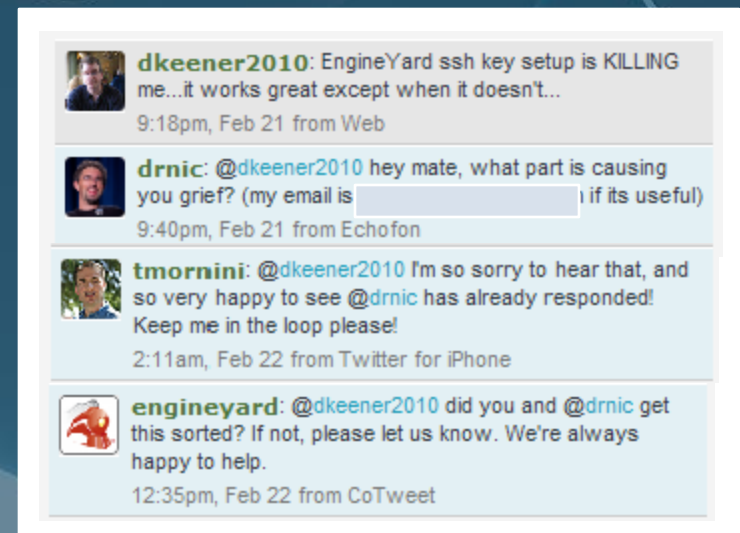 dkeener2010: EngineYard ssh key setup is KILLING
me...it works great except when it doesn't...
9:18pm, Feb 21 from Web
drnic: @dkeener2010 hey mate, what part is causing
you grief? (my email is if its useful)
9:40pm, Feb 21 from Echofon
tmornini: @dkeener2010 I'm so sorry to hear that, and
so very happy to see @drnic has already responded!
Keep me in the loop please!
2:11am, Feb 22 from Twitter for iPhone
engineyard: @dkeener2010 did you and @drnic get
this sorted? If not, please let us know. We're always
happy to help.
12:35pm, Feb 22 from CoTweet